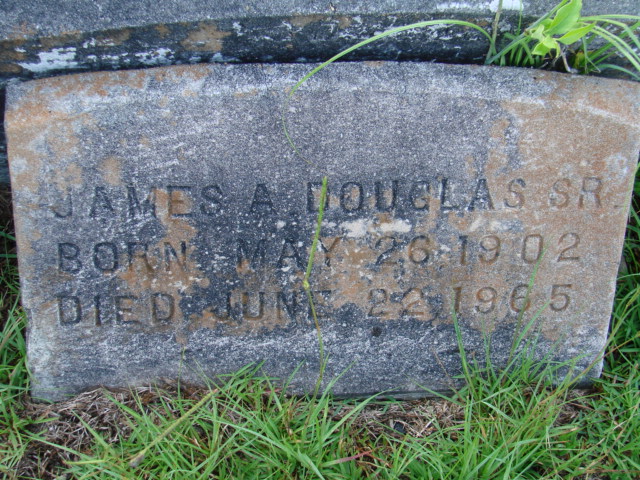 JAMES A. DOUGLAS SR.
BORN MAY 26 1902
DIED JUNE 22 1965